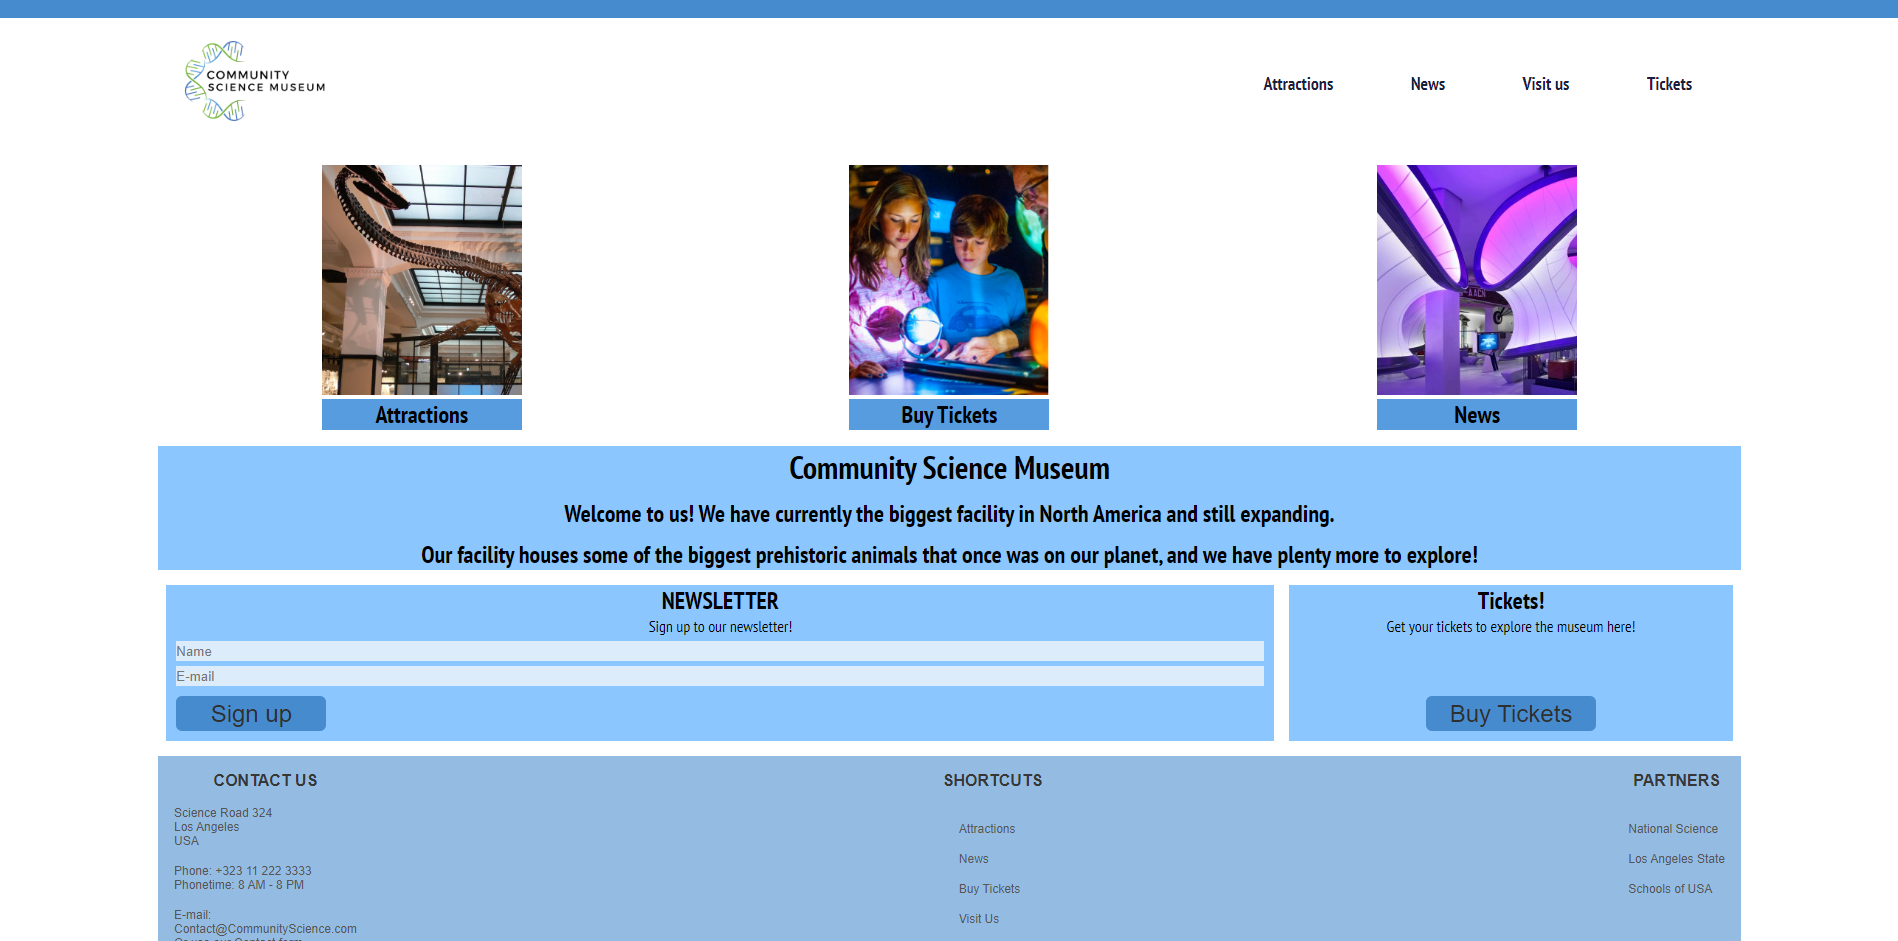 COMMUNITY
SCIENCE MUSEUM
Attractions
News
Visit us
Tickets
Attractions
Buy Tickets
News
Community Science Museum
Welcome to us! We have currently the biggest facility in North America and still expanding.
Our facility houses some of the biggest prehistoric animals that once was on our planet, and we have plenty more to explore!
NEWSLETTER
Sign up to our newsletter!
Name
E-mail
Sign up
Tickets!
Get your tickets to explore the museum here!
Buy Tickets
CONTACT US
Science Road 324
Los Angeles
USA
Phone: +323 11 222 3333
Phonetime: 8 AM - 8 PM
E-mail:
Contact@CommunityScience.com
Or use our Contact form
SHORTCUTS
Attractions
News
Buy Tickets
Visit Us
PARTNERS
National Science
Los Angeles State
Schools of USA